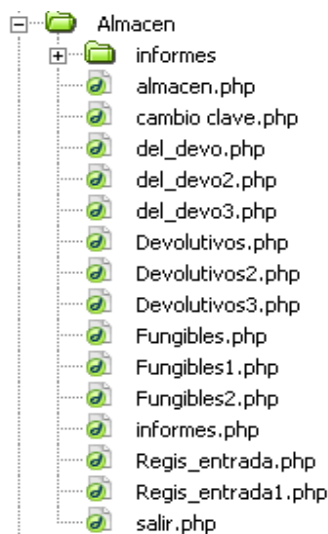 Almacen
informes
almacen.php
cambio clave.php
del_devo.php
del_devo2.php
del_devo3.php
Devolutivos.php
Devolutivos2.php
Devolutivos3.php
Fungibles.php
Fungibles1.php
Fungibles2.php
informes.php
Regis_entrada.php
Regis_entrada1.php
salir.php